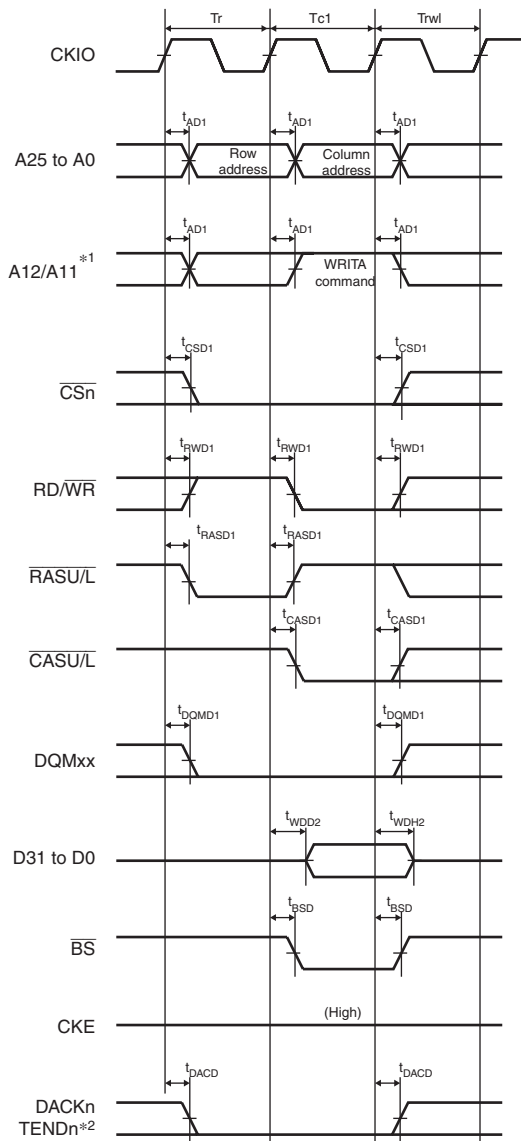 Tr Tc1 Trwl
CKIO
tAD1 tAD1 tAD1
A25 to A0 Row address Column address
tAD1 tAD1 tAD1
A12/A11*1 WRITA command
tCSD1 tCSD1
CSn
tRWD1 tRWD1 tRWD1
RD/WR
tRASD1 tRASD1
RASU/L
tCASD1 tCASD1
CASU/L
tDQMD1 tDQMD1
DQMxx
tWDD2 tWDH2
D31 to D0
tBSD tBSD
BS
(High)
CKE
tDACD tDACD
DACKn
TENDn*2